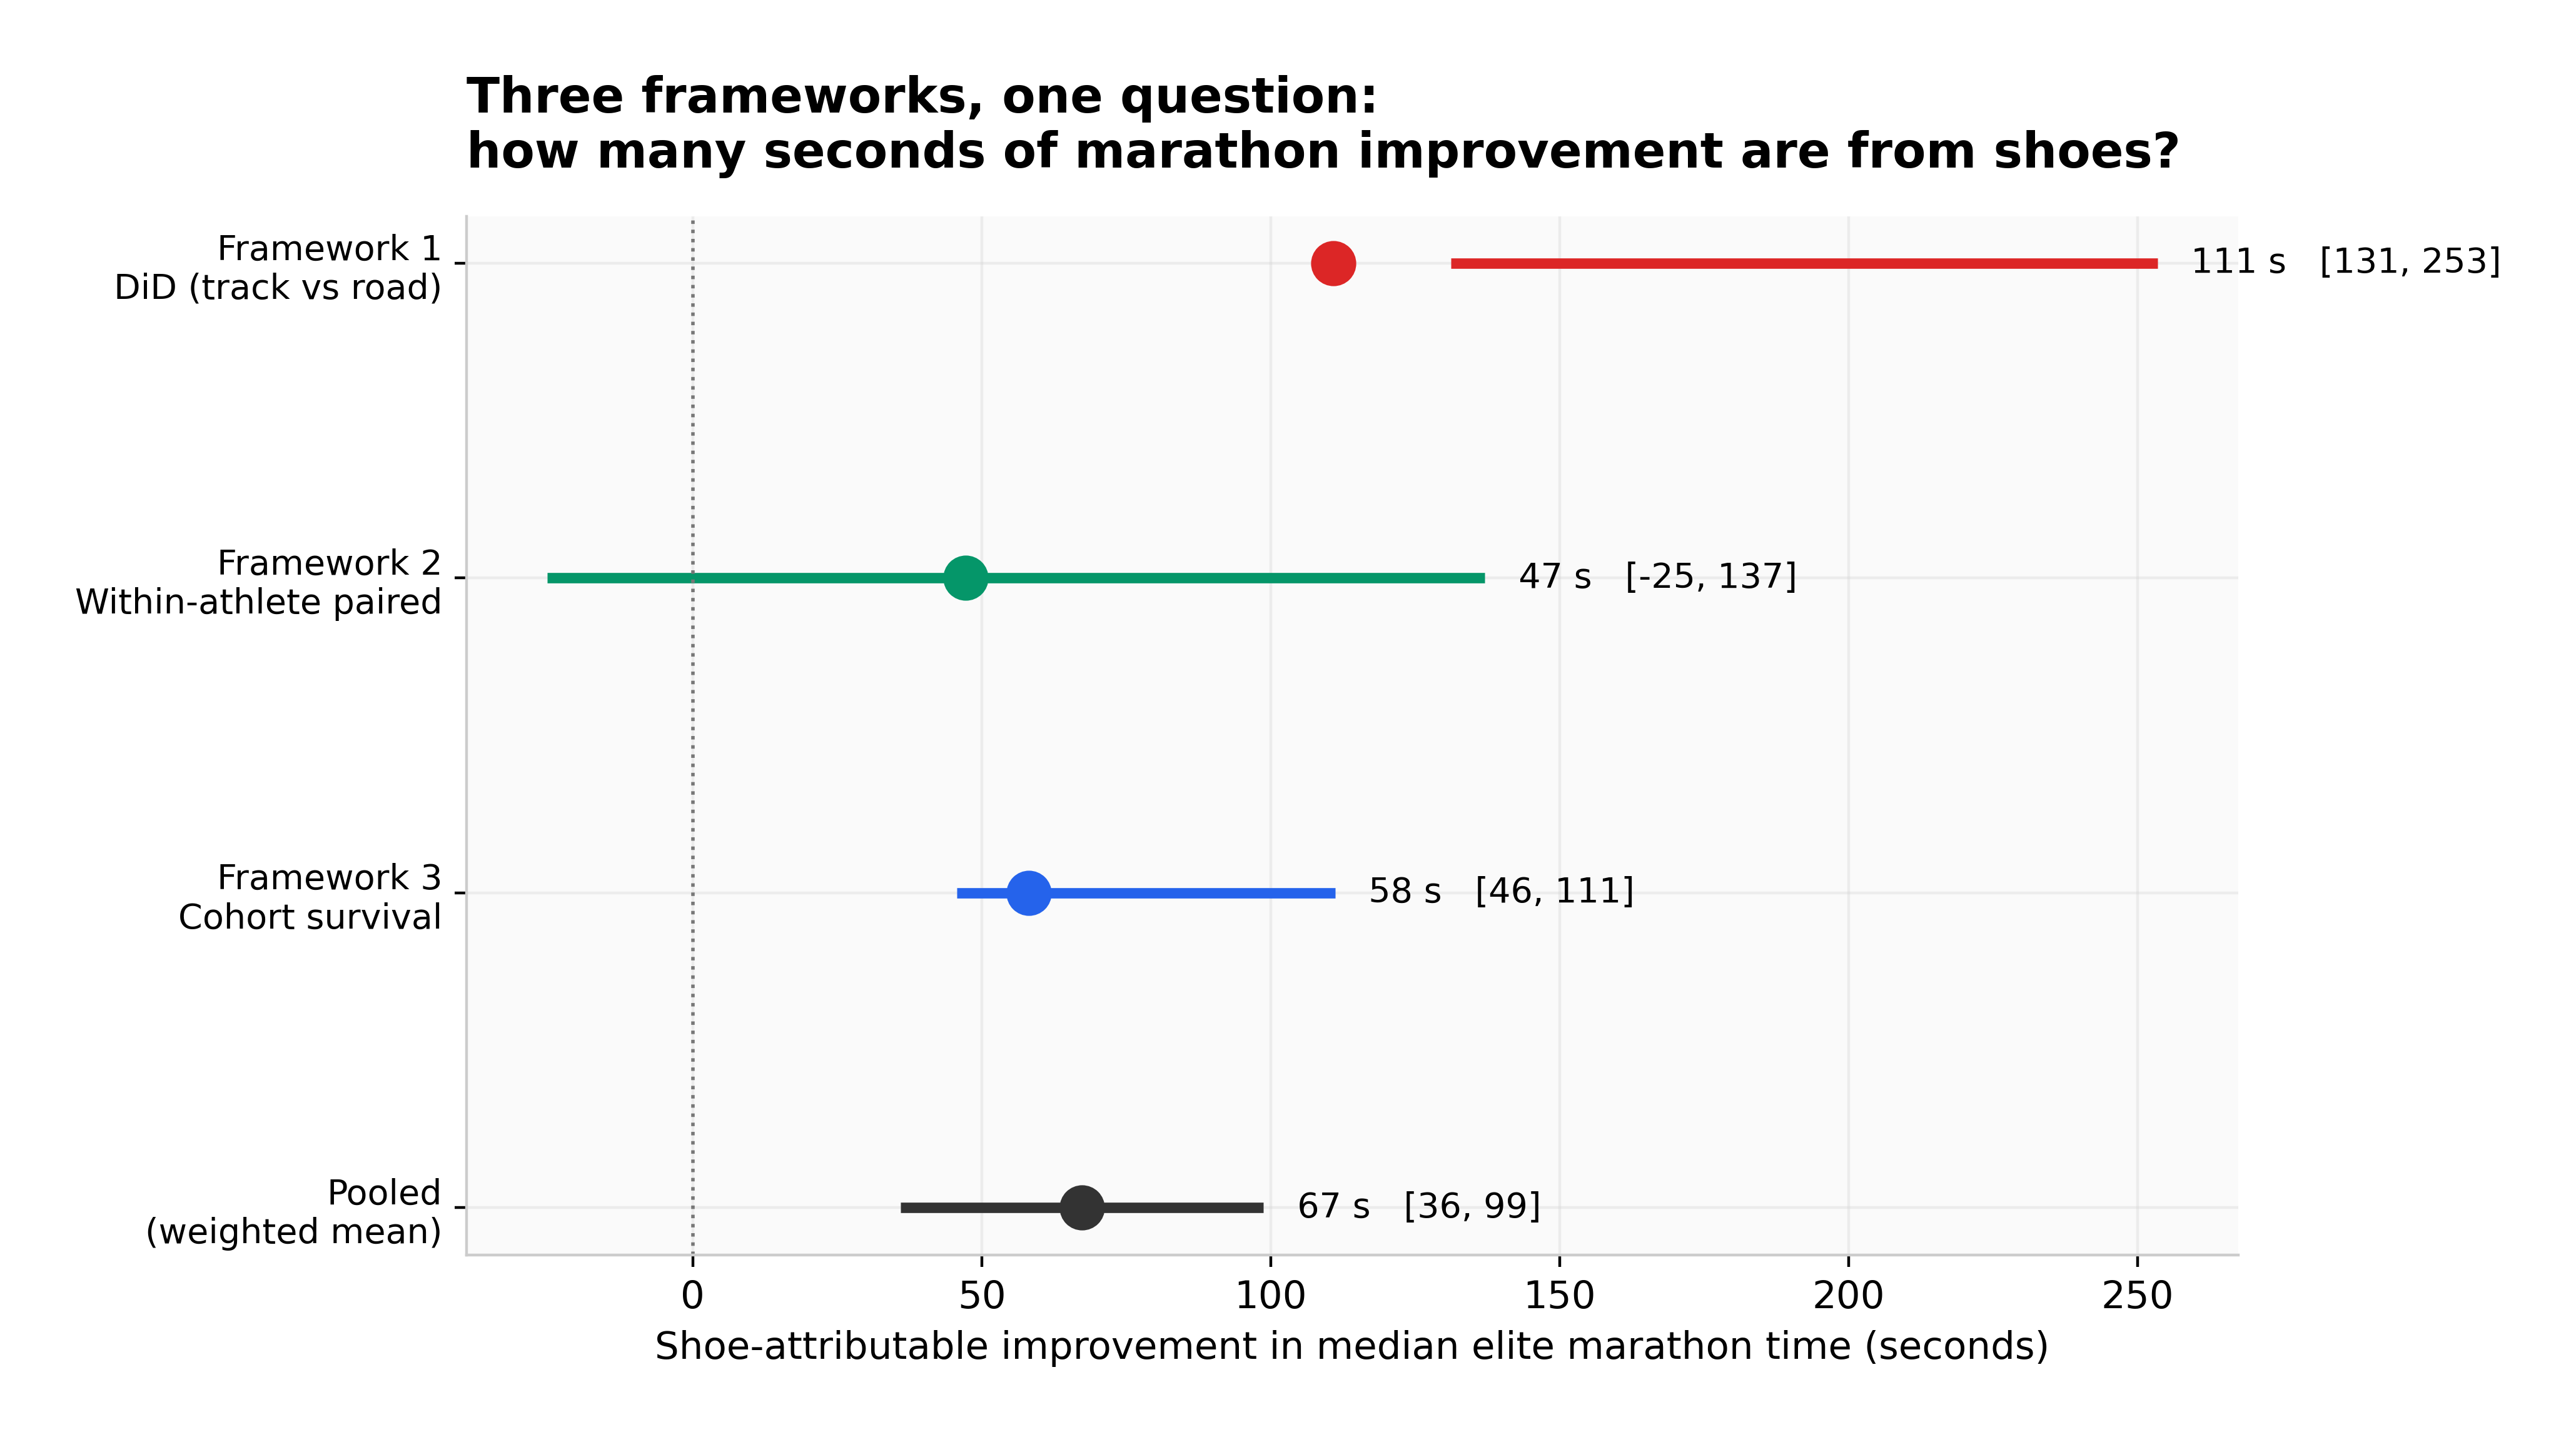 Three frameworks, one question:
how many seconds of marathon improvement are from shoes?
Framework 1
DiD (track vs road)
111 s [131, 253]
Framework 2
Within-athlete paired
47 s [-25, 137]
Framework 3
Cohort survival
58 s [46, 111]
Pooled
(weighted mean)
67 s [36, 99]
0 50 100 150 200 250
Shoe-attributable improvement in median elite marathon time (seconds)